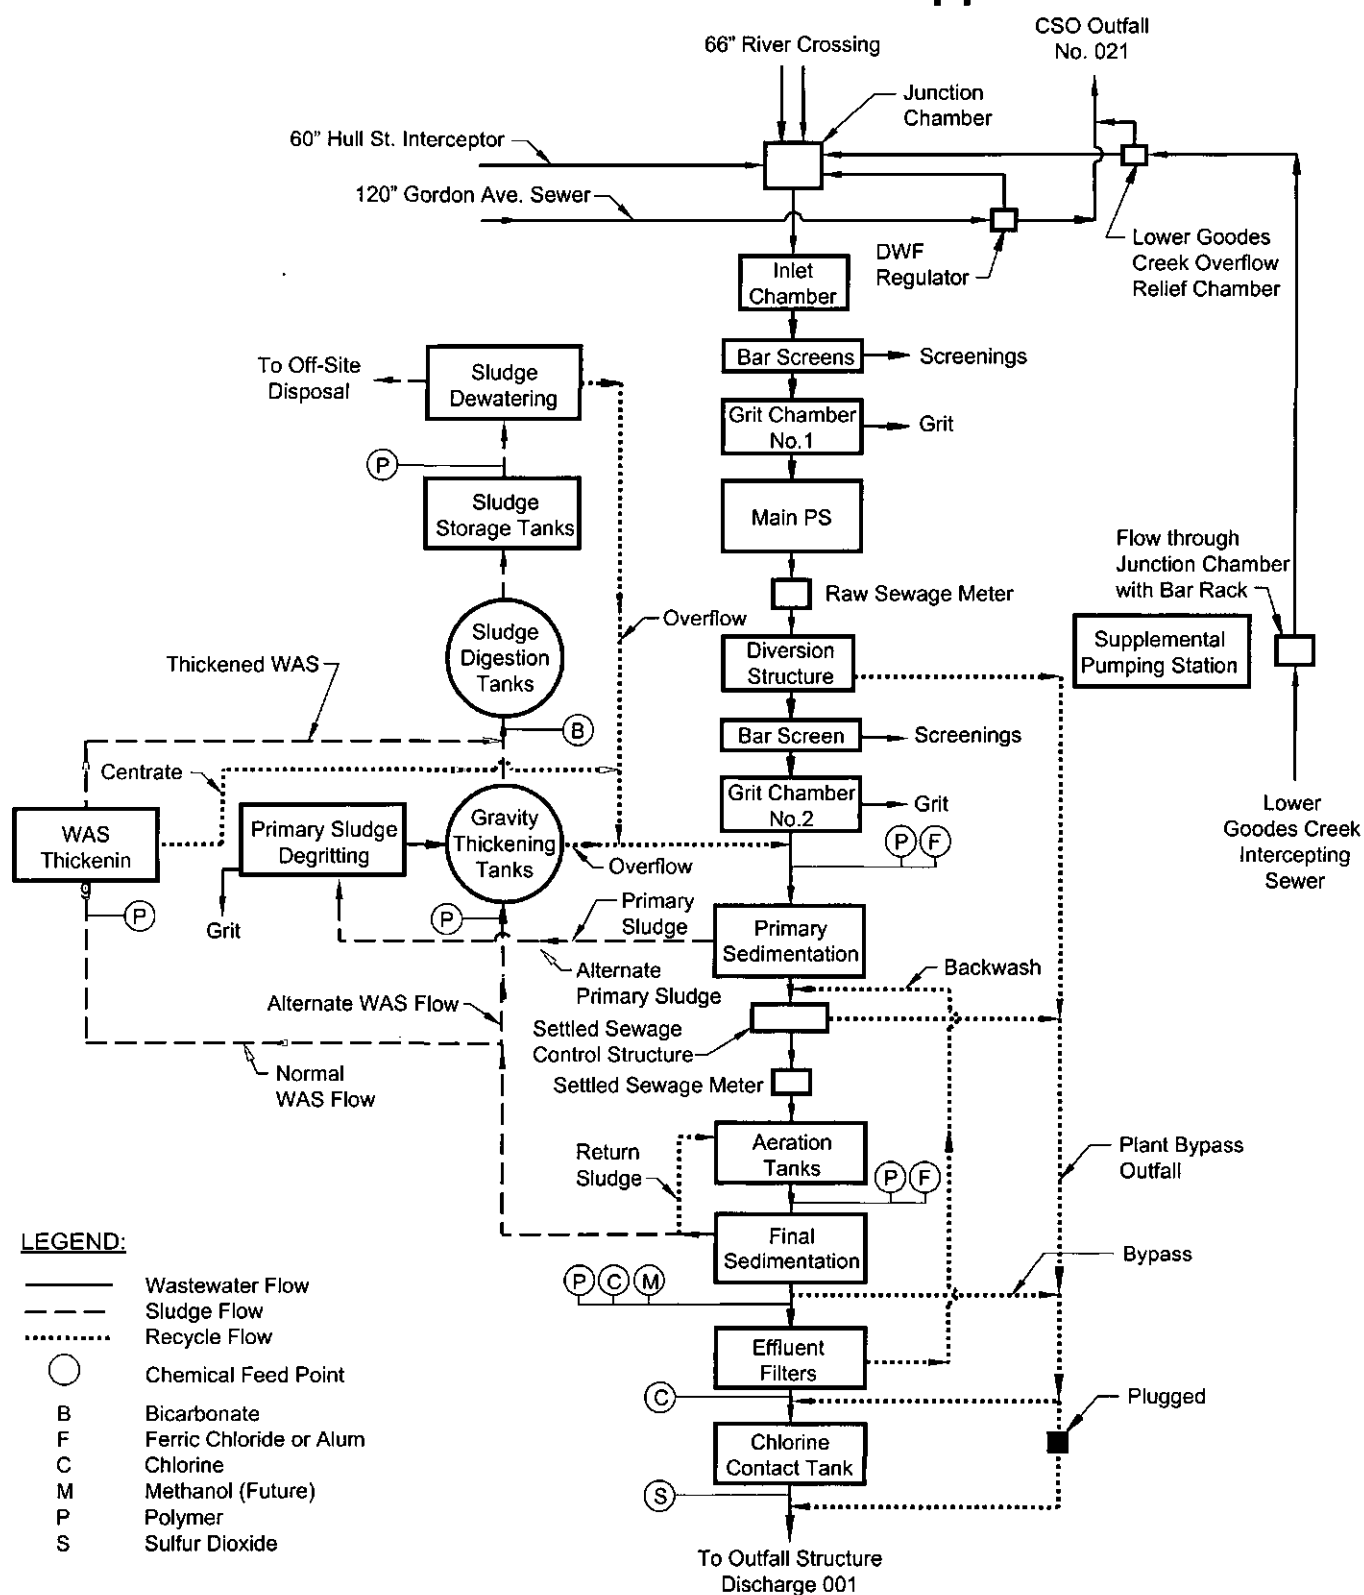 CSO Outfall
No. 021
66" River Crossing
Junction
Chamber
60" Hull St. Interceptor
120" Gordon Ave. Sewer
DWF
Regulator
Lower Goodes
Creek Overflow
Relief Chamber
Inlet
Chamber
Bar Screens
Screenings
To Off-Site
Disposal
Sludge
Dewatering
Grit Chamber
No.1
Grit
P
Sludge
Storage Tanks
Main PS
Flow through
Junction Chamber
with Bar Rack
Raw Sewage Meter
Sludge
Digestion
Tanks
Overflow
Diversion
Structure
Supplemental
Pumping Station
Thickened WAS
B
Bar Screen
Screenings
Centrate
Grit Chamber
No.2
Grit
Lower
Goodes Creek
Intercepting
Sewer
WAS
Thickenin
g
Primary Sludge
Degritting
Gravity
Thickening
Tanks
Overflow
P
F
P
Grit
P
Primary
Sludge
Primary
Sedimentation
Alternate
Primary Sludge
Backwash
Alternate WAS Flow
Settled Sewage
Control Structure
Normal
WAS Flow
Settled Sewage Meter
Return
Sludge
Aeration
Tanks
P
F
Plant Bypass
Outfall
Final
Sedimentation
Bypass
P
C
M
Effluent
Filters
C
Plugged
Chlorine
Contact Tank
S
To Outfall Structure
Discharge 001
LEGEND:
Wastewater Flow
Sludge Flow
Recycle Flow
Chemical Feed Point
B Bicarbonate
F Ferric Chloride or Alum
C Chlorine
M Methanol (Future)
P Polymer
S Sulfur Dioxide